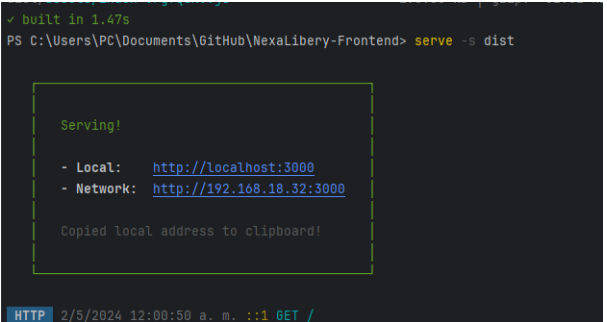 ✓ built in 1.47s
PS C:\Users\PC\Documents\GitHub\NexaLibery-Frontend> serve -s dist
Serving!
- Local: http://localhost:3000
- Network: http://192.168.18.32:3000
Copied local address to clipboard!
HTTP 2/5/2024 12:00:50 a. m. ::1 GET /